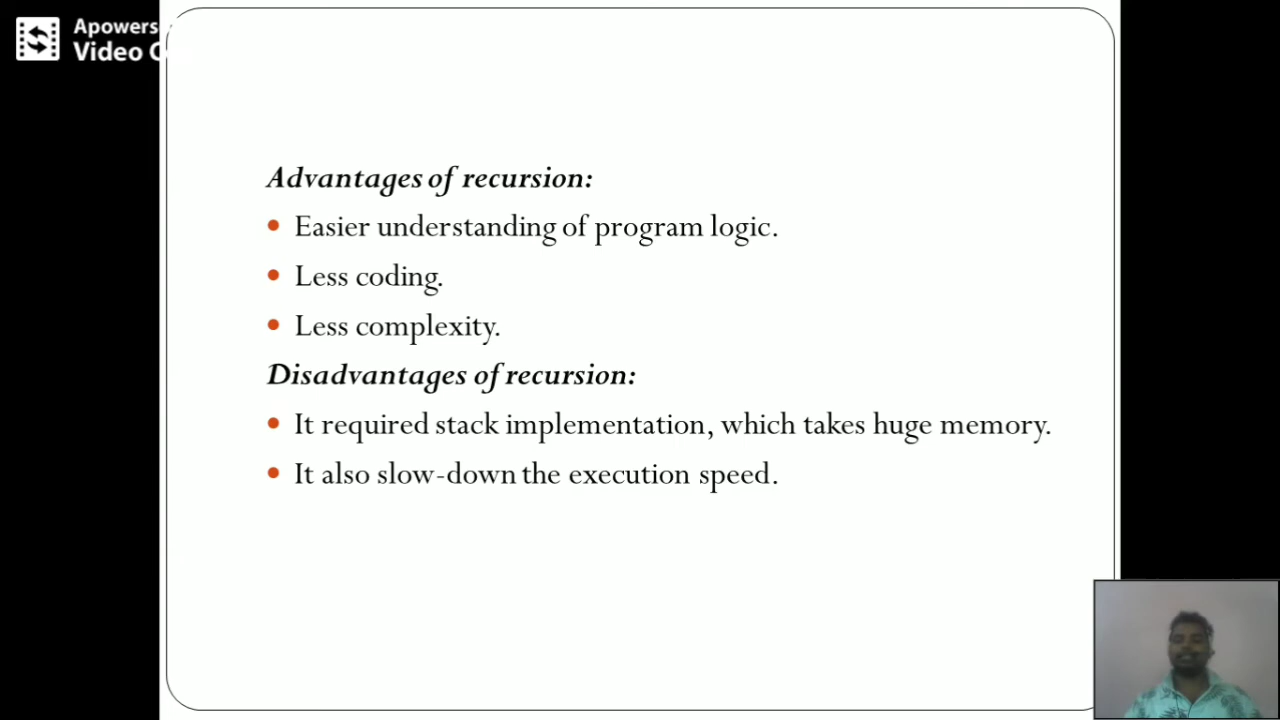 Apowers
Video C
Advantages of recursion:
Easier understanding of program logic.
Less coding.
Less complexity.
Disadvantages of recursion:
It required stack implementation, which takes huge memory.
It also slow-down the execution speed.